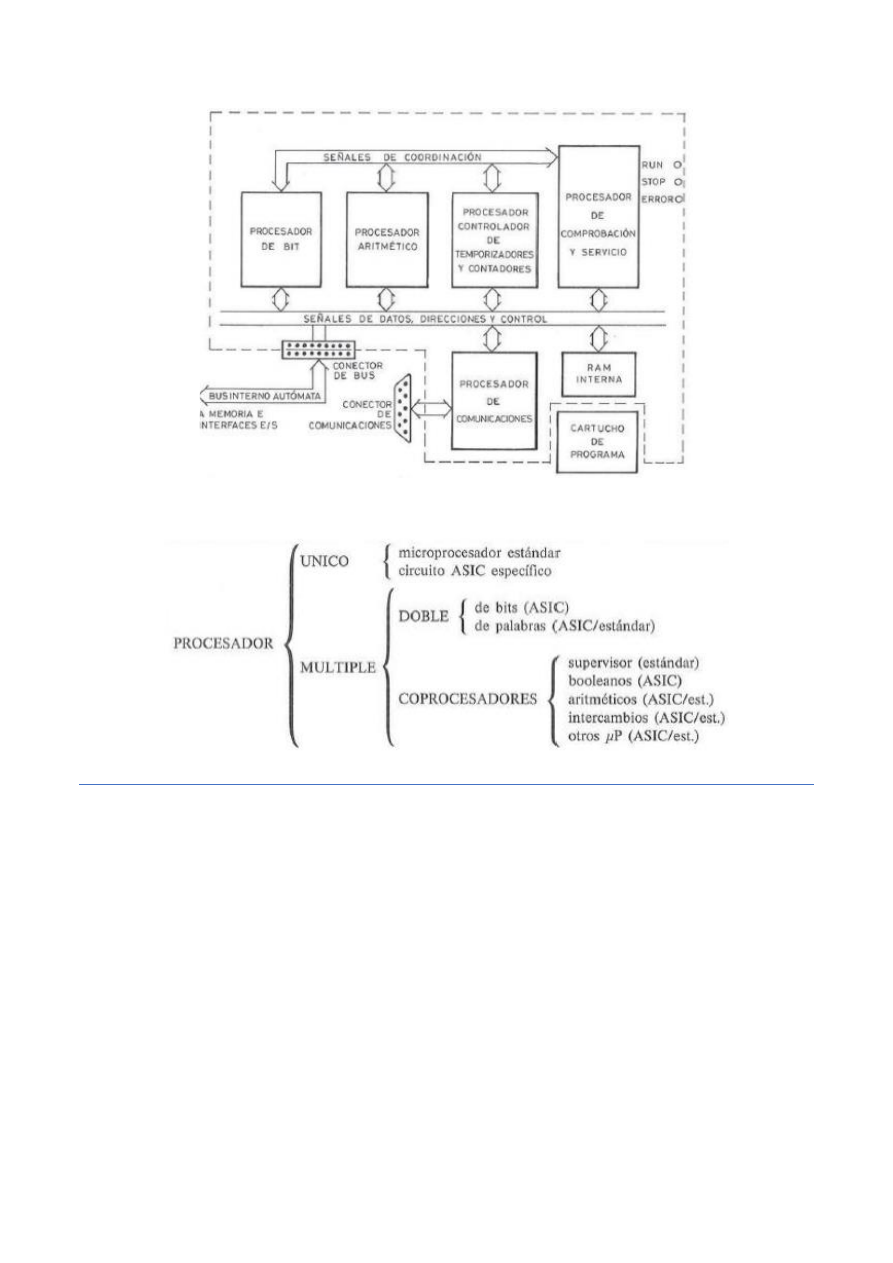 SEÑALES DE COORDINACIÓN
RUN
STOP
ERROR
PROCESADOR
DE BIT
PROCESADOR
ARITMÉTICO
PROCESADOR
CONTROLADOR
DE
TEMPORIZADORES
Y CONTADORES
PROCESADOR
DE
COMPROBACIÓN
Y SERVICIO
SEÑALES DE DATOS, DIRECCIONES Y CONTROL
CONECTOR
DE BUS
BUS INTERNO AUTÓMATA
A MEMORIA E
INTERFACES E/S
CONECTOR
DE
COMUNICACIONES
PROCESADOR
DE
COMUNICACIONES
RAM
INTERNA
CARTUCHO
DE
PROGRAMA
PROCESADOR
UNICO
microprocesador estándar
circuito ASIC específico
MULTIPLE
DOBLE
de bits (ASIC)
de palabras (ASIC/estándar)
COPROCESADORES
supervisor (estándar)
booleanos (ASIC)
aritméticos (ASIC/est.)
intercambios (ASIC/est.)
otros µP (ASIC/est.)